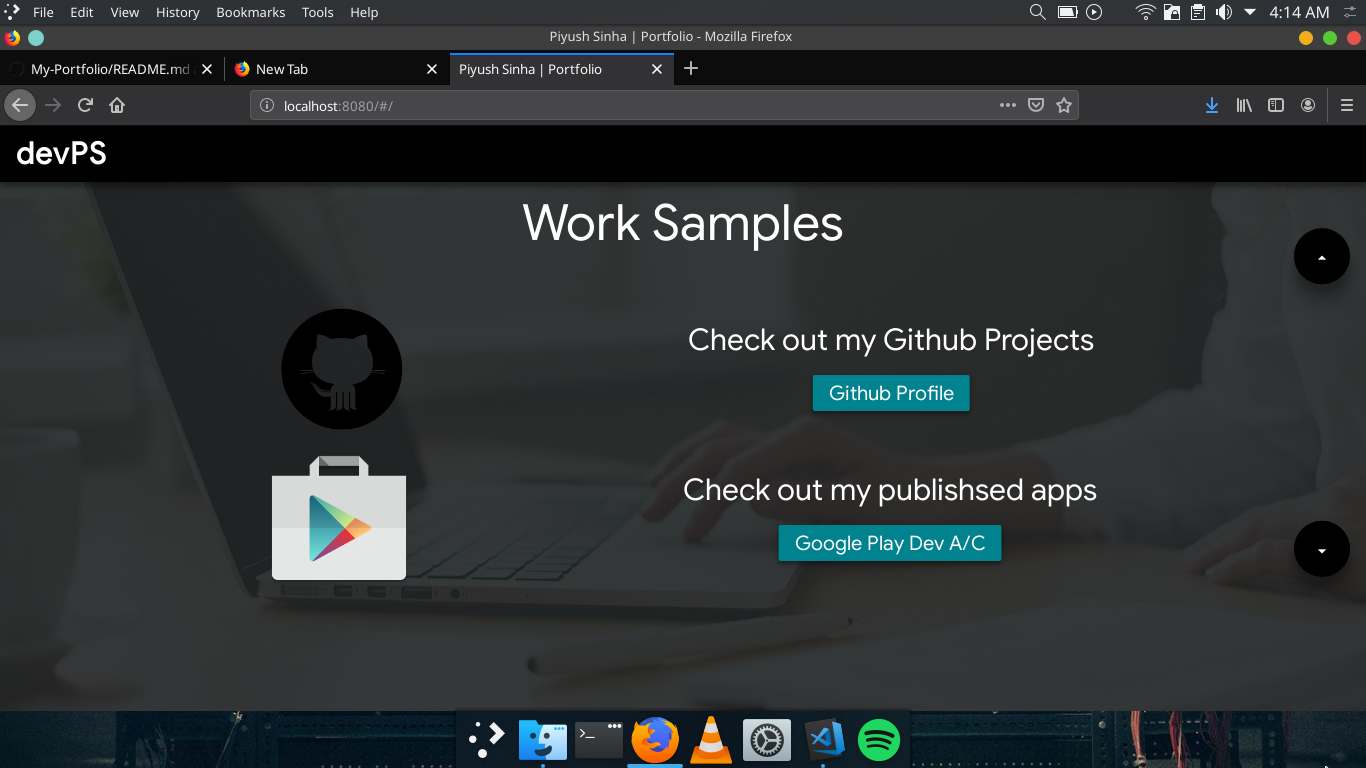 File Edit View History Bookmarks Tools Help 4:14 AM
Piyush Sinha | Portfolio - Mozilla Firefox
My-Portfolio/README.md New Tab Piyush Sinha | Portfolio
localhost:8080/#/
devPS
Work Samples
Check out my Github Projects
Github Profile
Check out my publishsed apps
Google Play Dev A/C